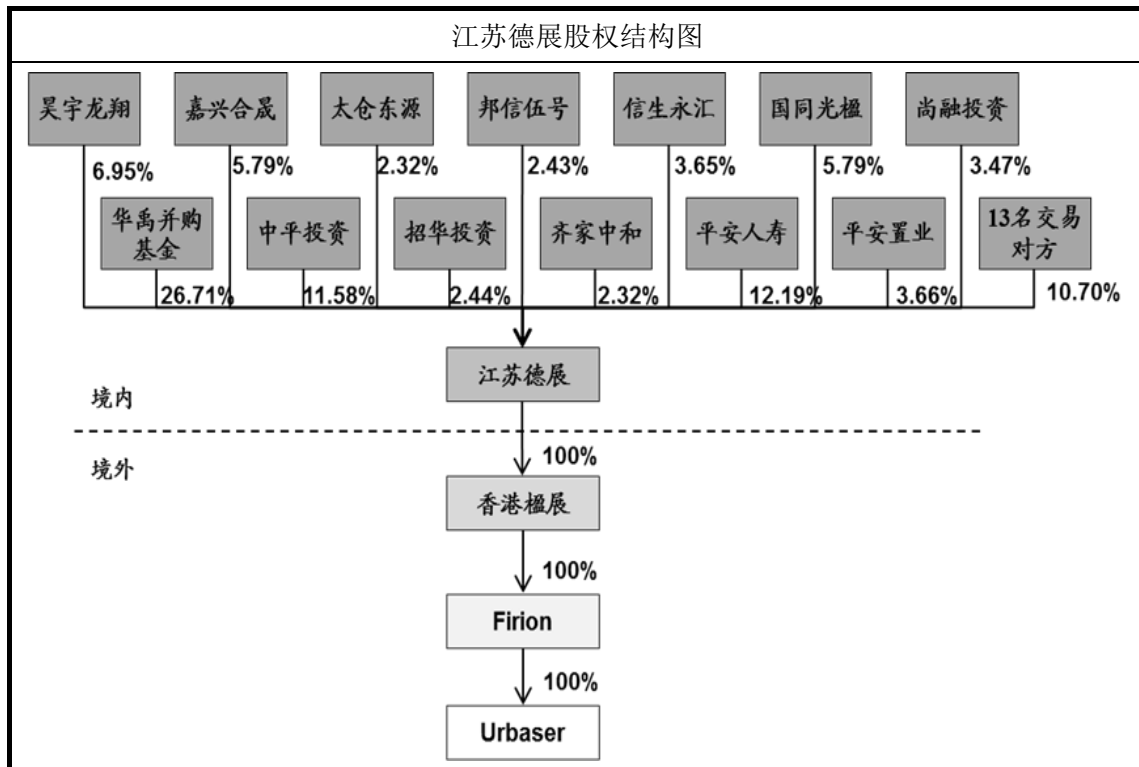 江苏德展股权结构图
昊宇龙翔
嘉兴合晟
太仓东源
邦信伍号
信生永汇
国同光楹
尚融投资
6.95%
5.79%
2.32%
2.43%
3.65%
5.79%
3.47%
华禹并购
基金
中平投资
招华投资
齐家中和
平安人寿
平安置业
13名交易
对方
26.71%
11.58%
2.44%
2.32%
12.19%
3.66%
10.70%
江苏德展
境内
境外
100%
香港楹展
100%
Firion
100%
Urbaser